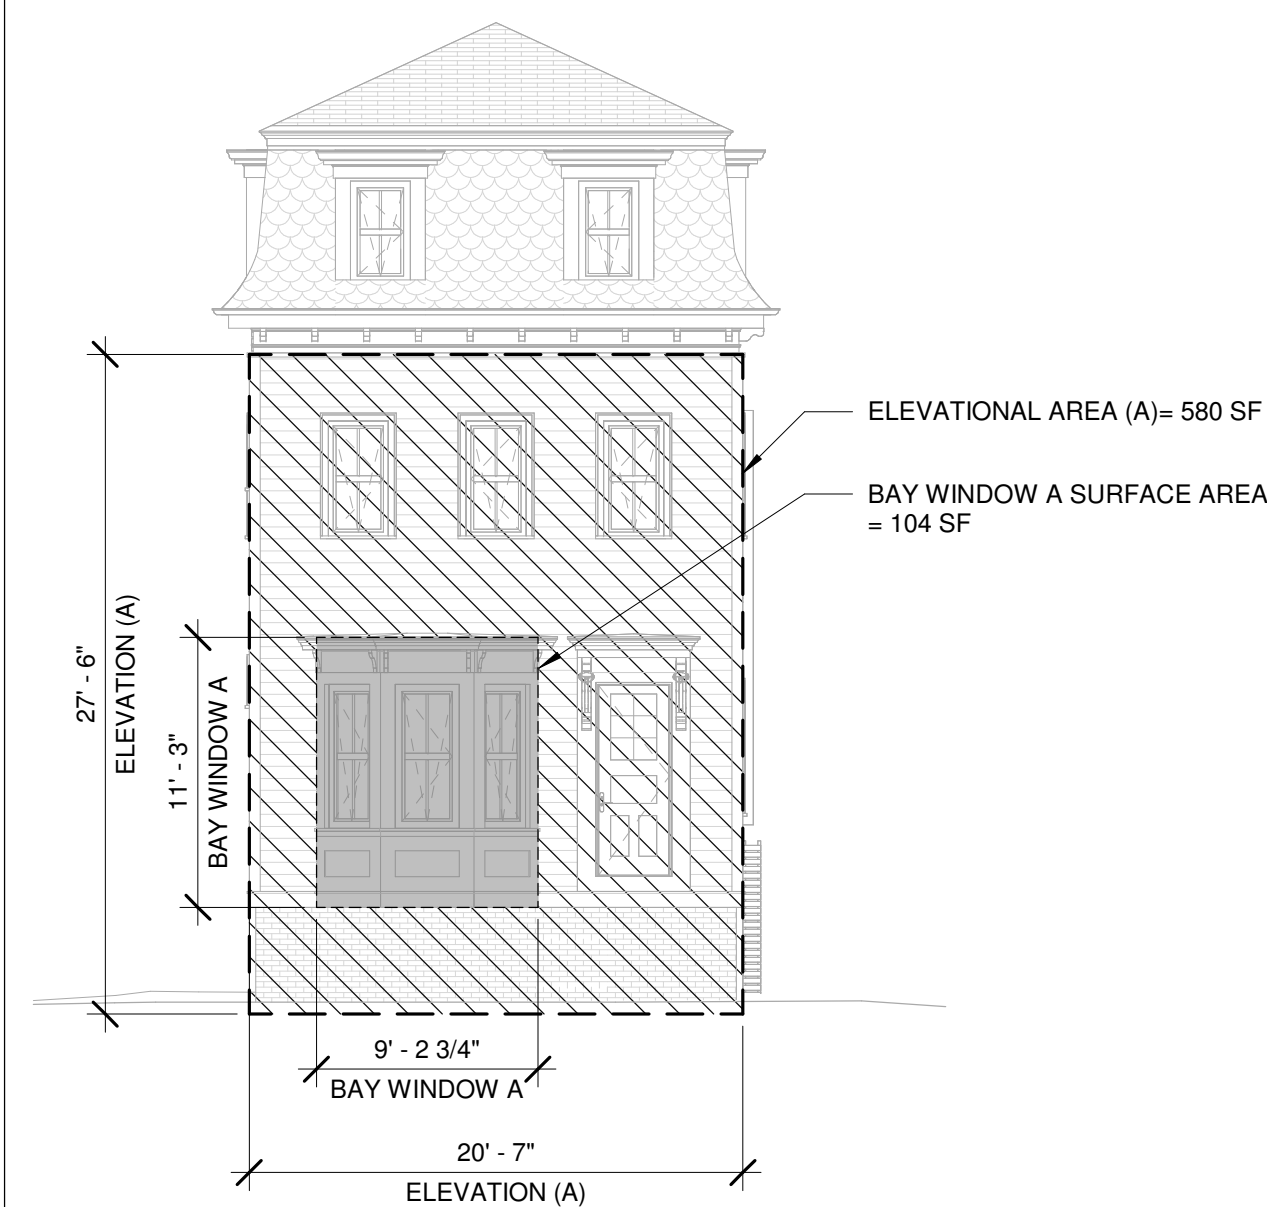 ELEVATIONAL AREA (A)= 580 SF
BAY WINDOW A SURFACE AREA
= 104 SF
27' - 6"
ELEVATION (A)
11' - 3"
BAY WINDOW A
9' - 2 3/4"
BAY WINDOW A
20' - 7"
ELEVATION (A)